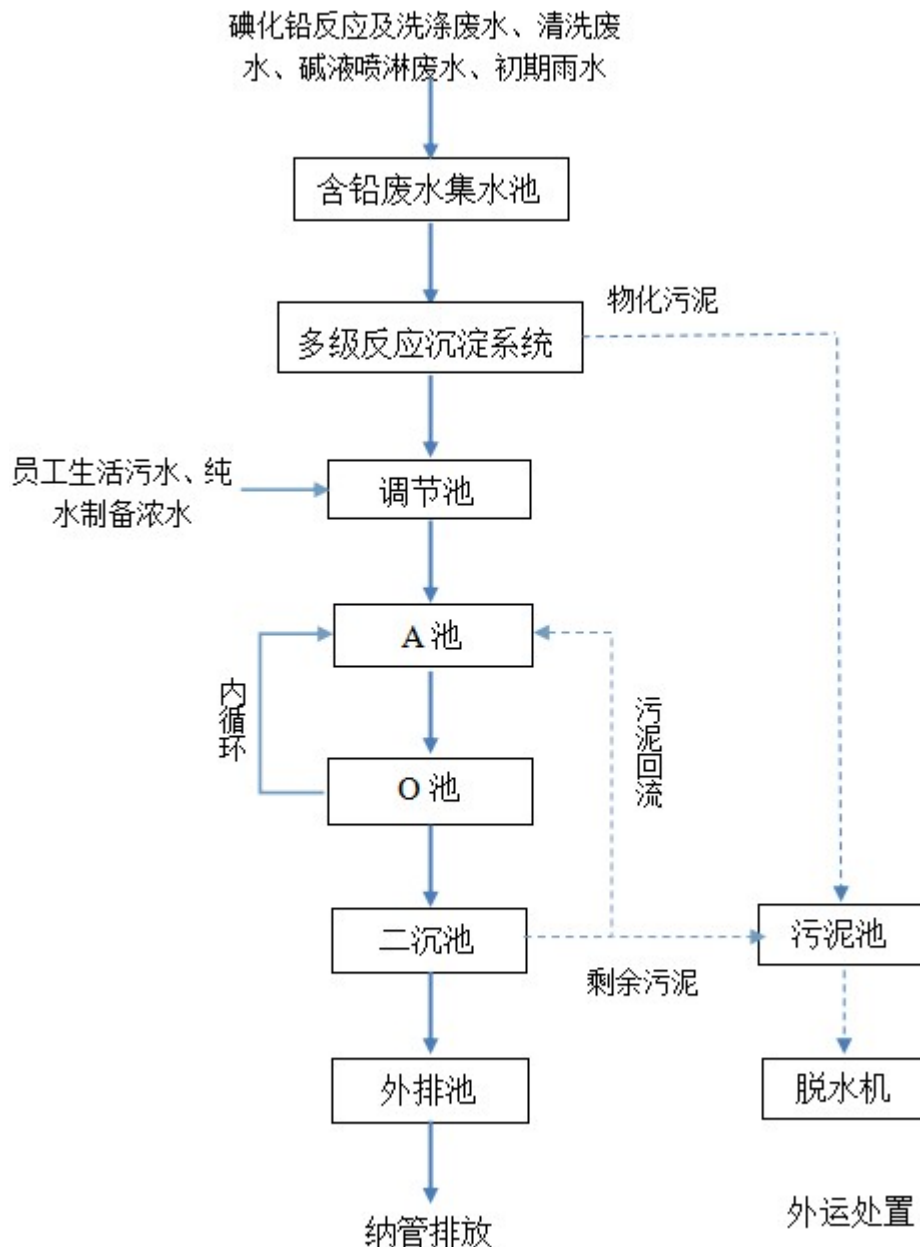 碘化铅反应及洗涤废水、清洗废
水、碱液喷淋废水、初期雨水
含铅废水集水池
物化污泥
多级反应沉淀系统
员工生活污水、纯
水制备浓水
调节池
A 池
内循环
污泥回流
O 池
二沉池
污泥池
剩余污泥
外排池
脱水机
外运处置
纳管排放